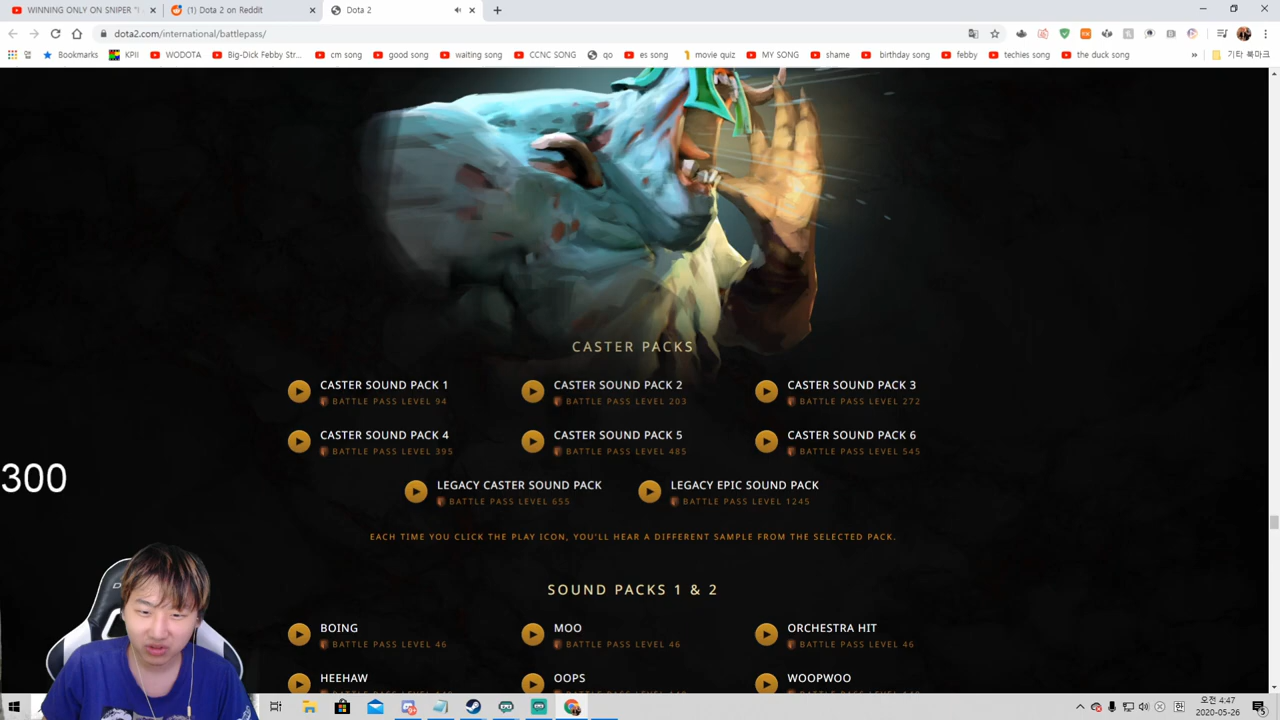 WINNING ONLY ON SNIPER "
(1) Dota 2 on Reddit
Dota 2
dota2.com/international/battlepass/
앱
Bookmarks
KPII
WODOTA
Big-Dick Febby Str...
cm song
good song
waiting song
CCNC SONG
qo
es song
movie quiz
MY SONG
shame
birthday song
febby
techies song
the duck song
»
기타 북마크
CASTER PACKS
CASTER SOUND PACK 1
BATTLE PASS LEVEL 94
CASTER SOUND PACK 2
BATTLE PASS LEVEL 203
CASTER SOUND PACK 3
BATTLE PASS LEVEL 272
CASTER SOUND PACK 4
BATTLE PASS LEVEL 395
CASTER SOUND PACK 5
BATTLE PASS LEVEL 485
CASTER SOUND PACK 6
BATTLE PASS LEVEL 545
300
LEGACY CASTER SOUND PACK
BATTLE PASS LEVEL 655
LEGACY EPIC SOUND PACK
BATTLE PASS LEVEL 1245
EACH TIME YOU CLICK THE PLAY ICON, YOU'LL HEAR A DIFFERENT SAMPLE FROM THE SELECTED PACK.
SOUND PACKS 1 & 2
BOING
BATTLE PASS LEVEL 46
MOO
BATTLE PASS LEVEL 46
ORCHESTRA HIT
BATTLE PASS LEVEL 46
HEEHAW
OOPS
WOOPWOO
한
오전 4:47
2020-05-26
5